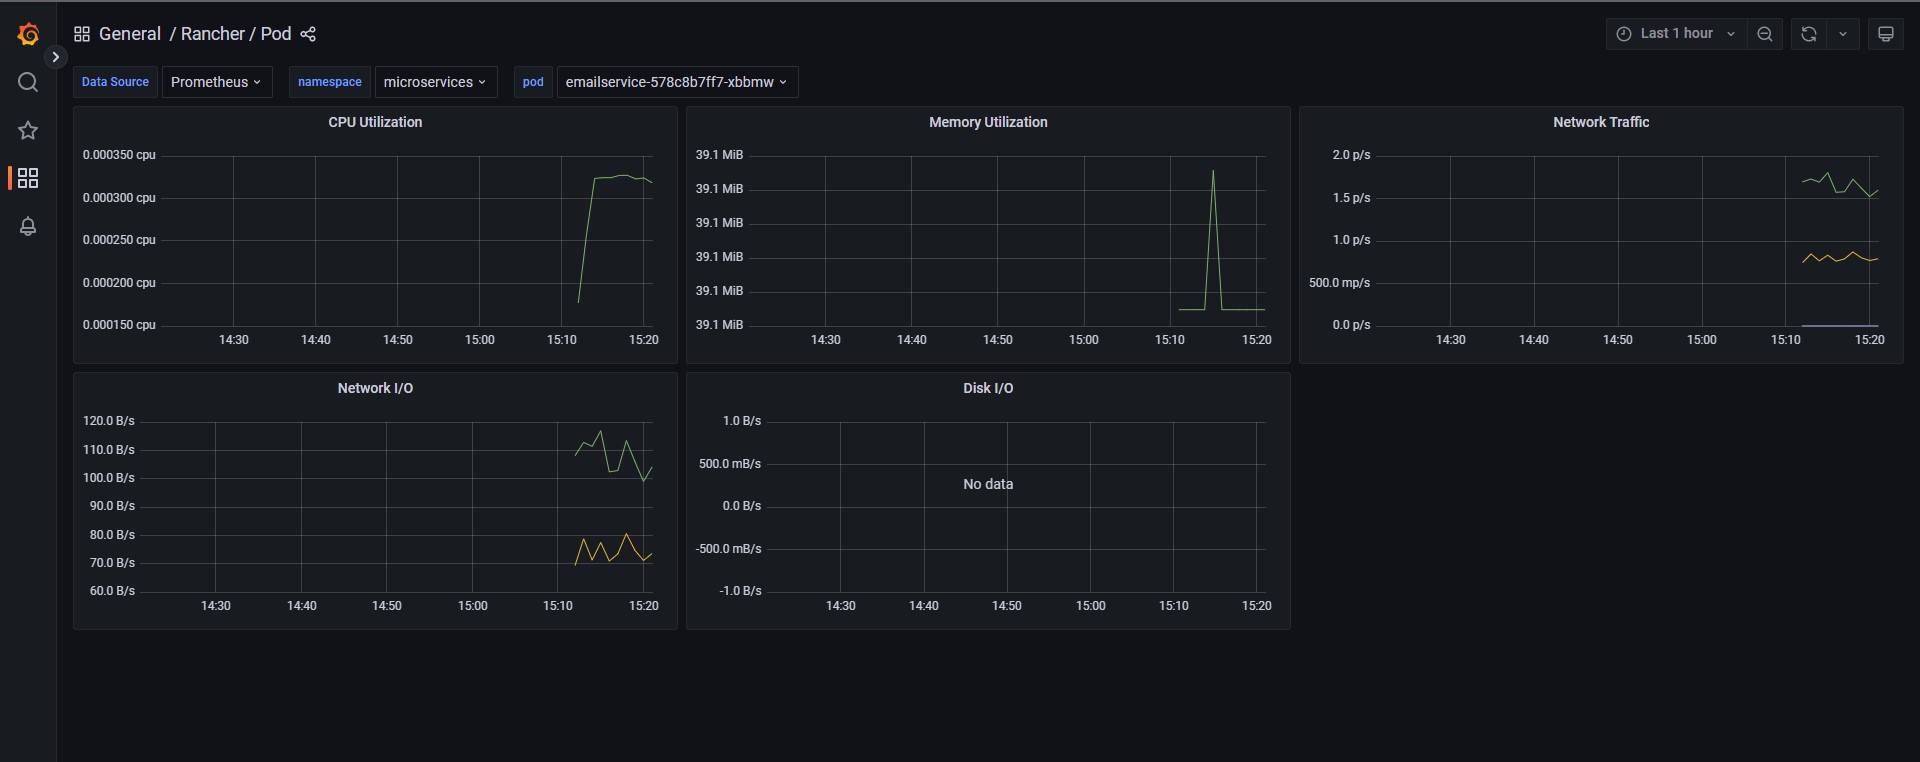 General / Rancher / Pod
Last 1 hour
Data Source Prometheus namespace microservices pod emailservice-578c8b7ff7-xbbmw
CPU Utilization
0.000350 cpu
0.000300 cpu
0.000250 cpu
0.000200 cpu
0.000150 cpu
14:30 14:40 14:50 15:00 15:10 15:20
Memory Utilization
39.1 MiB
39.1 MiB
39.1 MiB
39.1 MiB
39.1 MiB
39.1 MiB
14:30 14:40 14:50 15:00 15:10 15:20
Network Traffic
2.0 p/s
1.5 p/s
1.0 p/s
500.0 mp/s
0.0 p/s
14:30 14:40 14:50 15:00 15:10 15:20
Network I/O
120.0 B/s
110.0 B/s
100.0 B/s
90.0 B/s
80.0 B/s
70.0 B/s
60.0 B/s
14:30 14:40 14:50 15:00 15:10 15:20
Disk I/O
1.0 B/s
500.0 mB/s
No data
0.0 B/s
-500.0 mB/s
-1.0 B/s
14:30 14:40 14:50 15:00 15:10 15:20